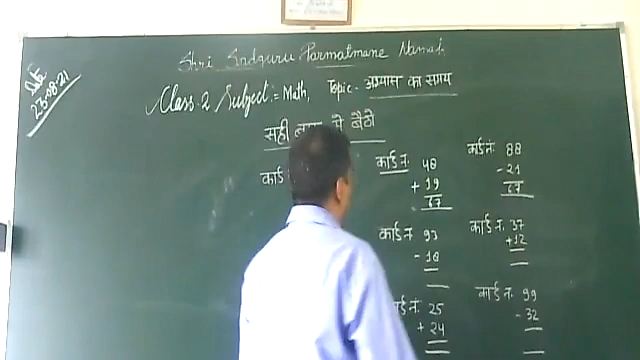 Shri Sadguru Parmatmane Namah
Date
23-08-21
Class-2 Subject:- Math, Topic- अभ्यास का समय
सही
बैठो
कार्ड
कार्ड नं: 48
+ 19
67
कार्ड नं: 88
- 21
67
कार्ड नं 93
- 18
कार्ड नं: 37
+12
नं: 25
+ 24
कार्ड नं: 99
- 32